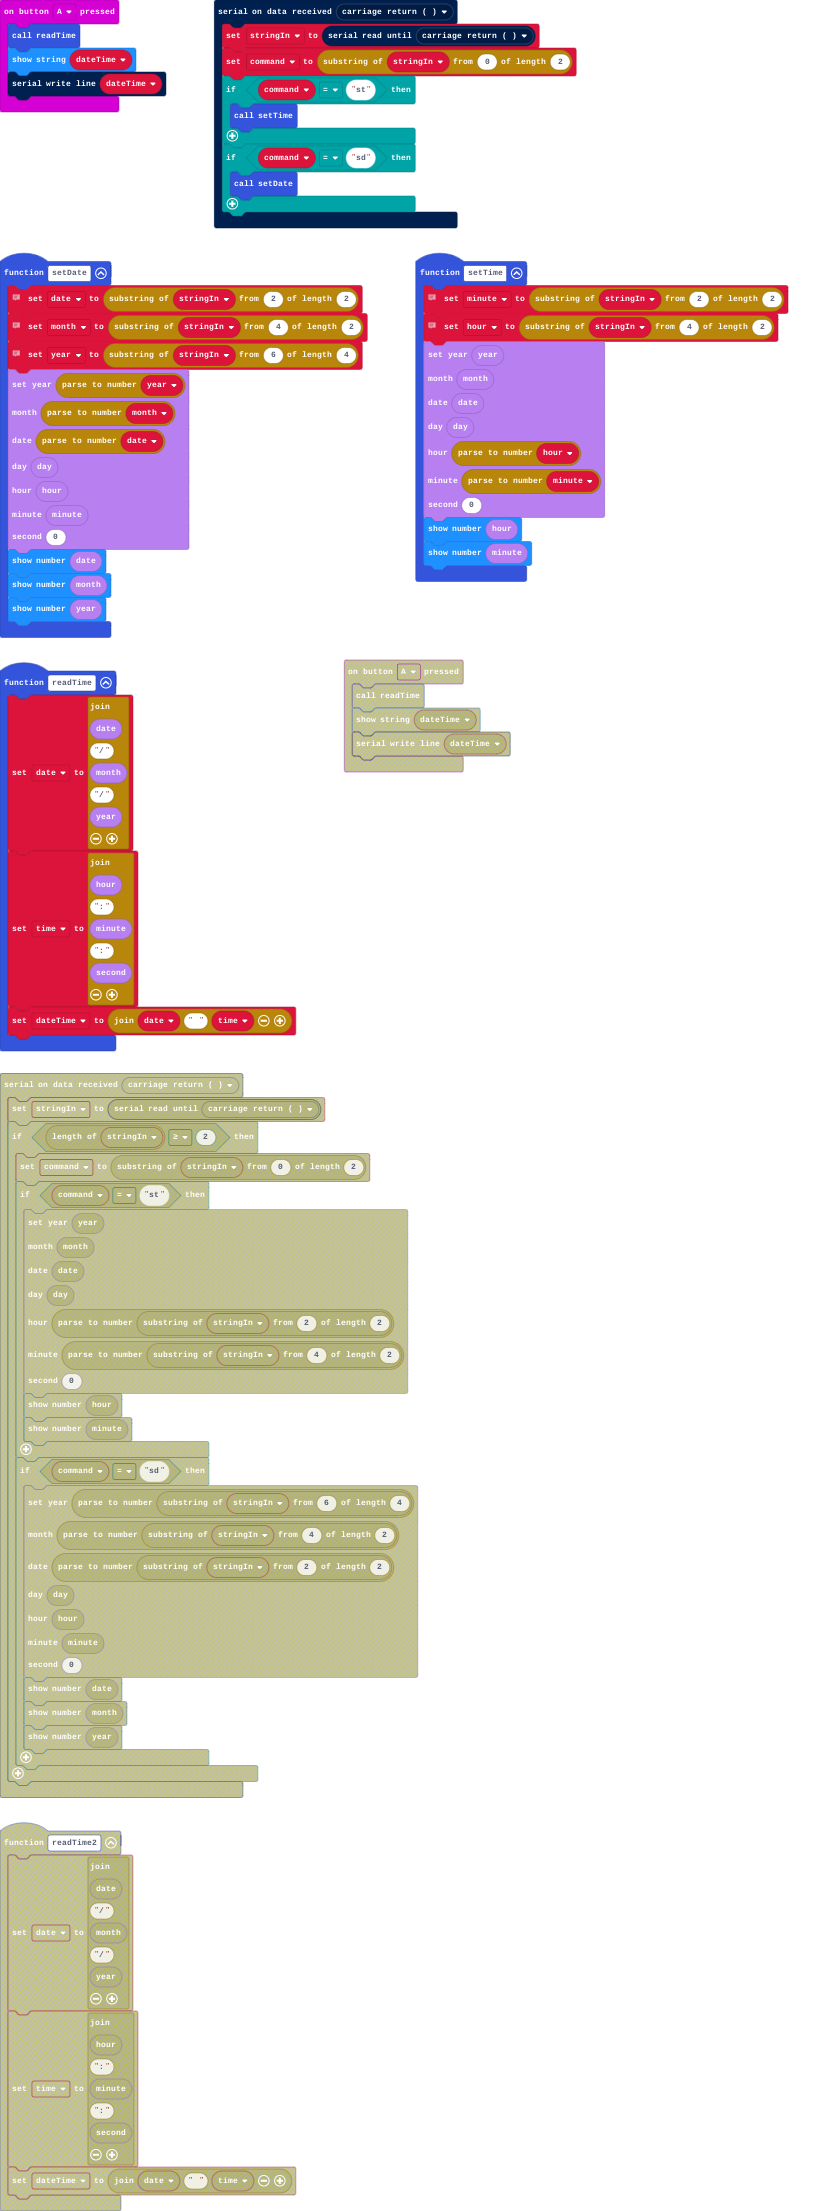 on button A pressed
call readTime
show string dateTime
serial write line dateTime
serial on data received carriage return ( )
set stringIn to serial read until carriage return ( )
set command to substring of stringIn from 0 of length 2
if command = "st" then
call setTime
if command = "sd" then
call setDate
function setDate
set date to substring of stringIn from 2 of length 2
set month to substring of stringIn from 4 of length 2
set year to substring of stringIn from 6 of length 4
set year parse to number year
month parse to number month
date parse to number date
day day
hour hour
minute minute
second 0
show number date
show number month
show number year
function setTime
set minute to substring of stringIn from 2 of length 2
set hour to substring of stringIn from 4 of length 2
set year year
month month
date date
day day
hour parse to number hour
minute parse to number minute
second 0
show number hour
show number minute
function readTime
join
date
"/"
set date to month
"/"
year
join
hour
":"
set time to minute
":"
second
set dateTime to join date " " time
on button A pressed
call readTime
show string dateTime
serial write line dateTime
serial on data received carriage return ( )
set stringIn to serial read until carriage return ( )
if length of stringIn ≥ 2 then
set command to substring of stringIn from 0 of length 2
if command = "st" then
set year year
month month
date date
day day
hour parse to number substring of stringIn from 2 of length 2
minute parse to number substring of stringIn from 4 of length 2
second 0
show number hour
show number minute
if command = "sd" then
set year parse to number substring of stringIn from 6 of length 4
month parse to number substring of stringIn from 4 of length 2
date parse to number substring of stringIn from 2 of length 2
day day
hour hour
minute minute
second 0
show number date
show number month
show number year
function readTime2
join
date
"/"
set date to month
"/"
year
join
hour
":"
set time to minute
":"
second
set dateTime to join date " " time